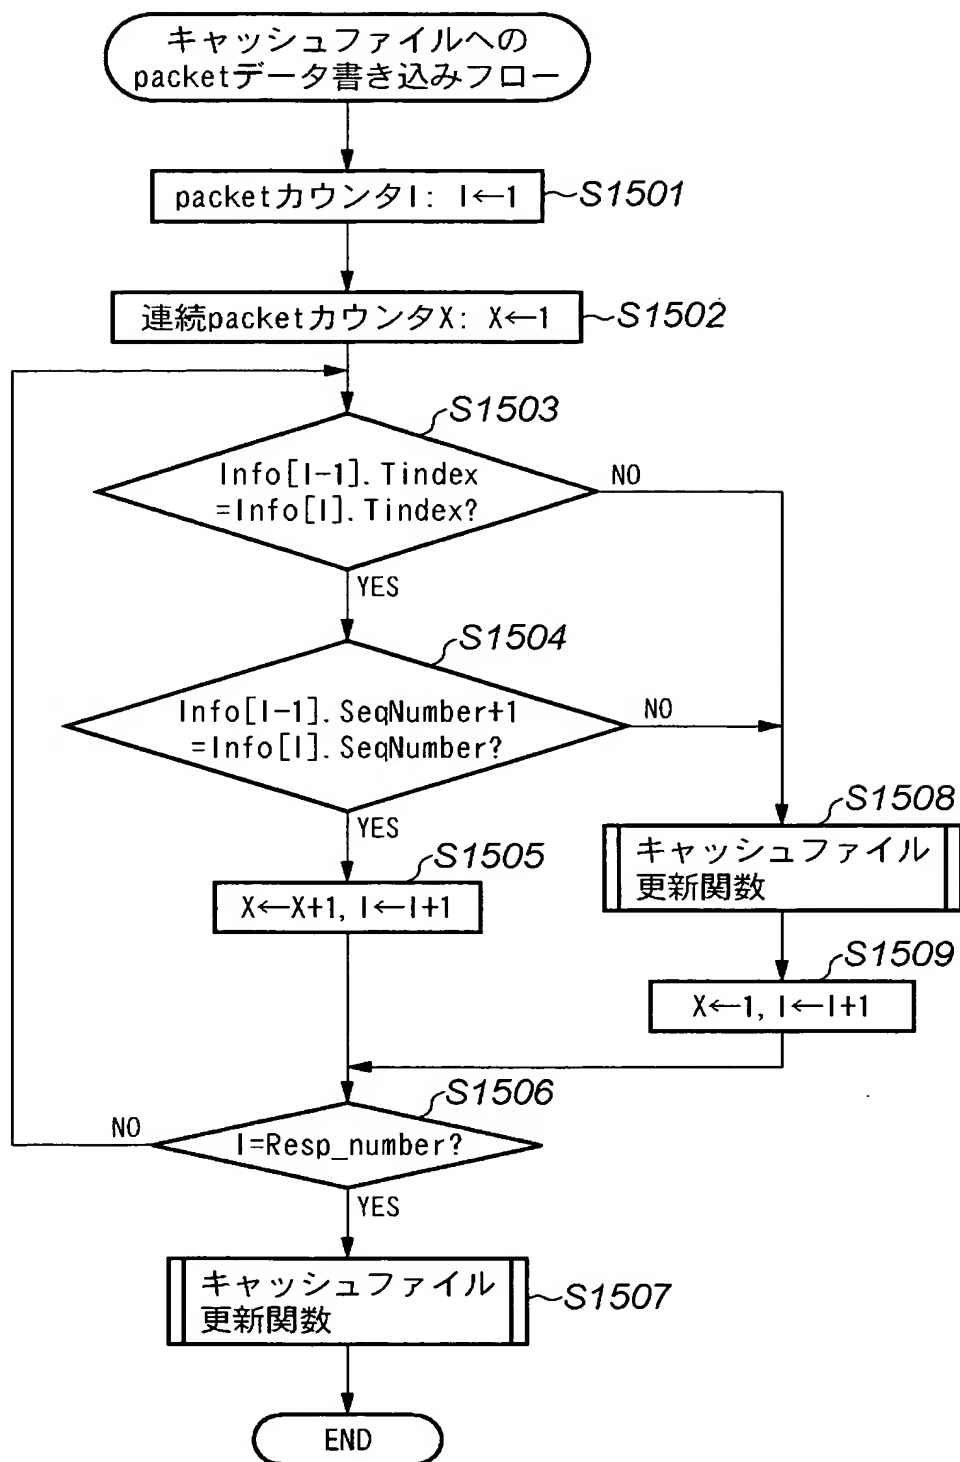 キャッシュファイルへの
packetデータ書き込みフロー
packetカウンタI: I←1
S1501
連続packetカウンタX: X←1
S1502
S1503
Info[I-1].Tindex
=Info[I].Tindex?
NO
YES
S1504
Info[I-1].SeqNumber+1
=Info[I].SeqNumber?
NO
YES
S1505
X←X+1, I←I+1
S1508
キャッシュファイル
更新関数
S1509
X←1, I←I+1
S1506
I=Resp_number?
NO
YES
キャッシュファイル
更新関数
S1507
END